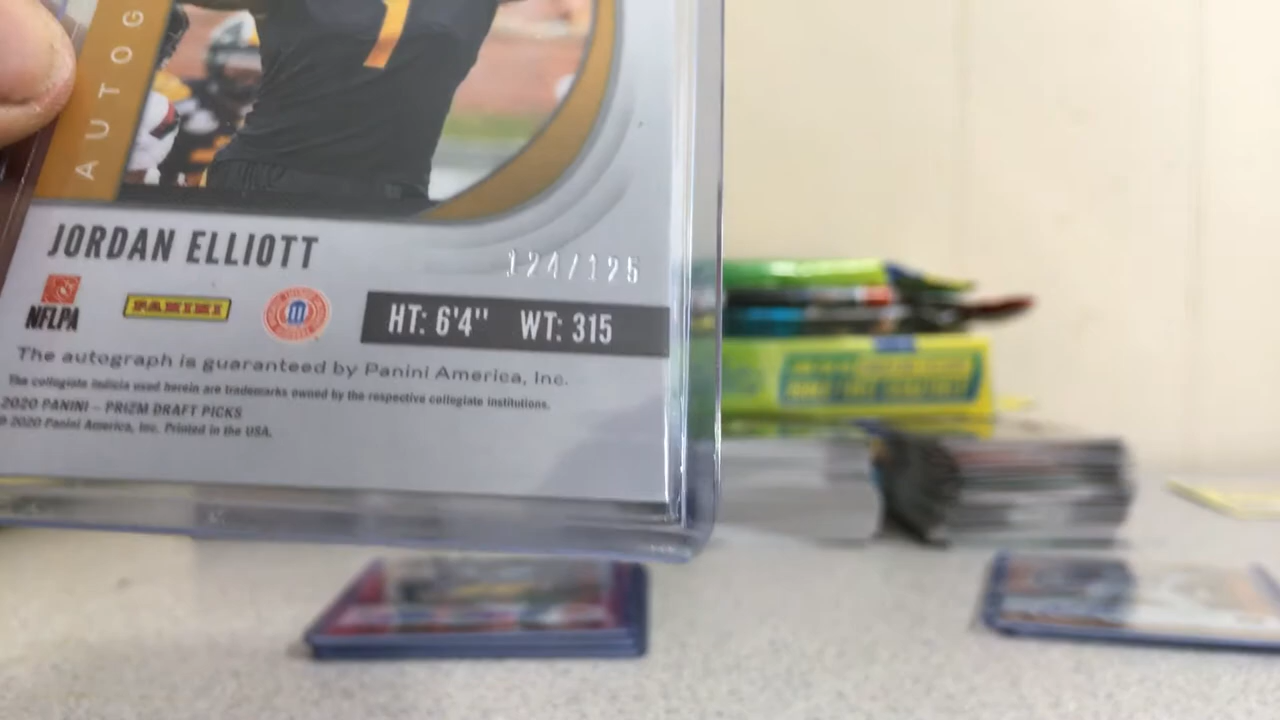 AUTOG
JORDAN ELLIOTT
124/125
NFLPA
PANINI
HT: 6'4" WT: 315
The autograph is guaranteed by Panini America, Inc.
The collegiate indicia used herein are trademarks owned by the respective collegiate institutions.
2020 PANINI – PRIZM DRAFT PICKS
© 2020 Panini America, Inc. Printed in the USA.